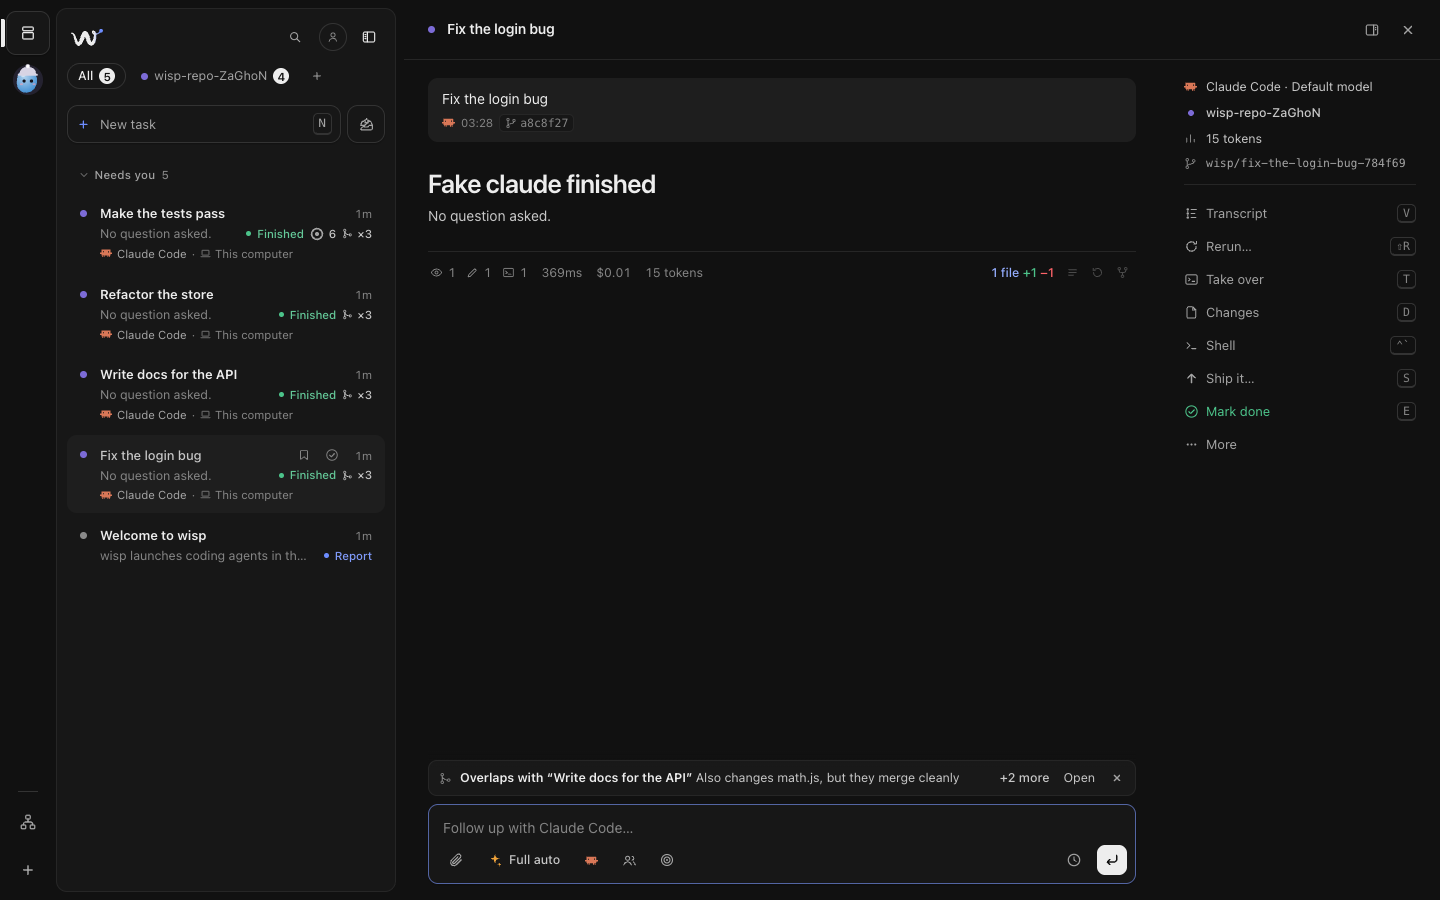 Fix the login bug
All 5
wisp-repo-ZaGhoN 4
New task
N
Needs you 5
Make the tests pass 1m
No question asked. Finished 6 ×3
Claude Code · This computer
Refactor the store 1m
No question asked. Finished ×3
Claude Code · This computer
Write docs for the API 1m
No question asked. Finished ×3
Claude Code · This computer
Fix the login bug 1m
No question asked. Finished ×3
Claude Code · This computer
Welcome to wisp 1m
wisp launches coding agents in th... Report
Fix the login bug
03:28 a8c8f27
Fake claude finished
No question asked.
1 1 1 369ms $0.01 15 tokens 1 file +1 −1
Overlaps with “Write docs for the API” Also changes math.js, but they merge cleanly +2 more Open
Follow up with Claude Code...
Full auto
Claude Code · Default model
wisp-repo-ZaGhoN
15 tokens
wisp/fix-the-login-bug-784f69
Transcript V
Rerun... ⇧R
Take over T
Changes D
Shell ⌃`
Ship it... S
Mark done E
More